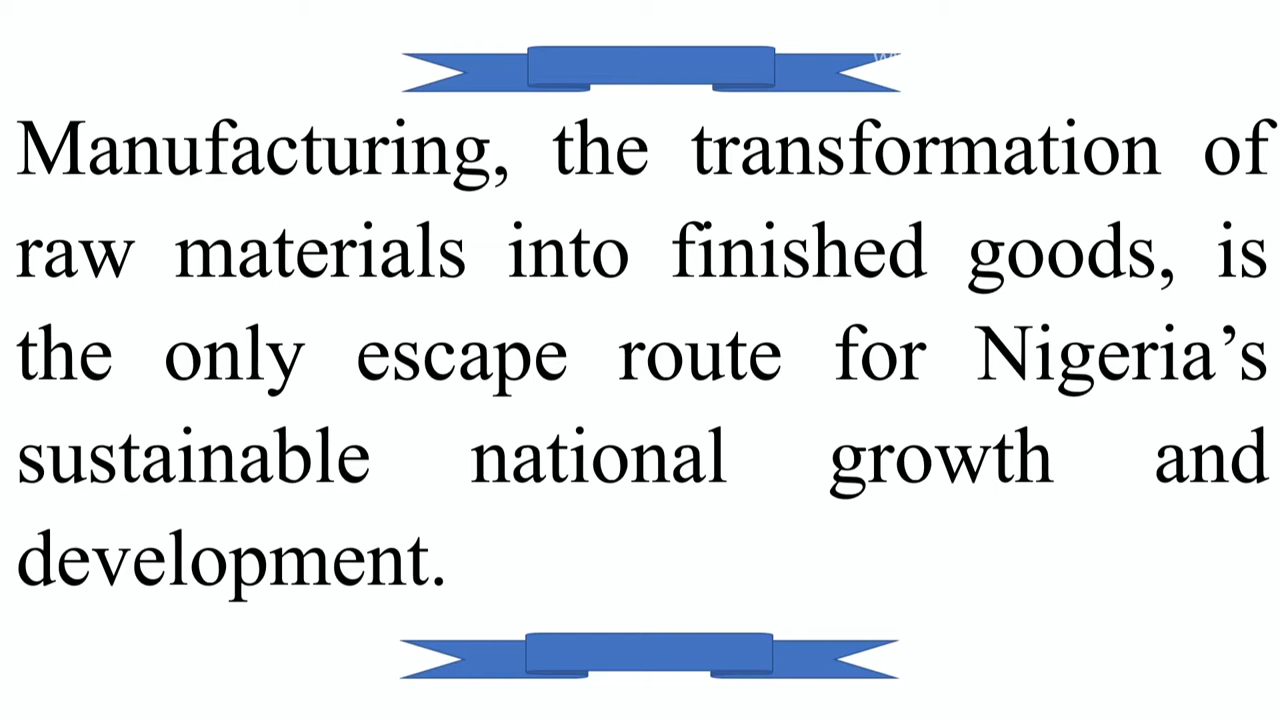 Manufacturing, the transformation of
raw materials into finished goods, is
the only escape route for Nigeria’s
sustainable national growth and
development.